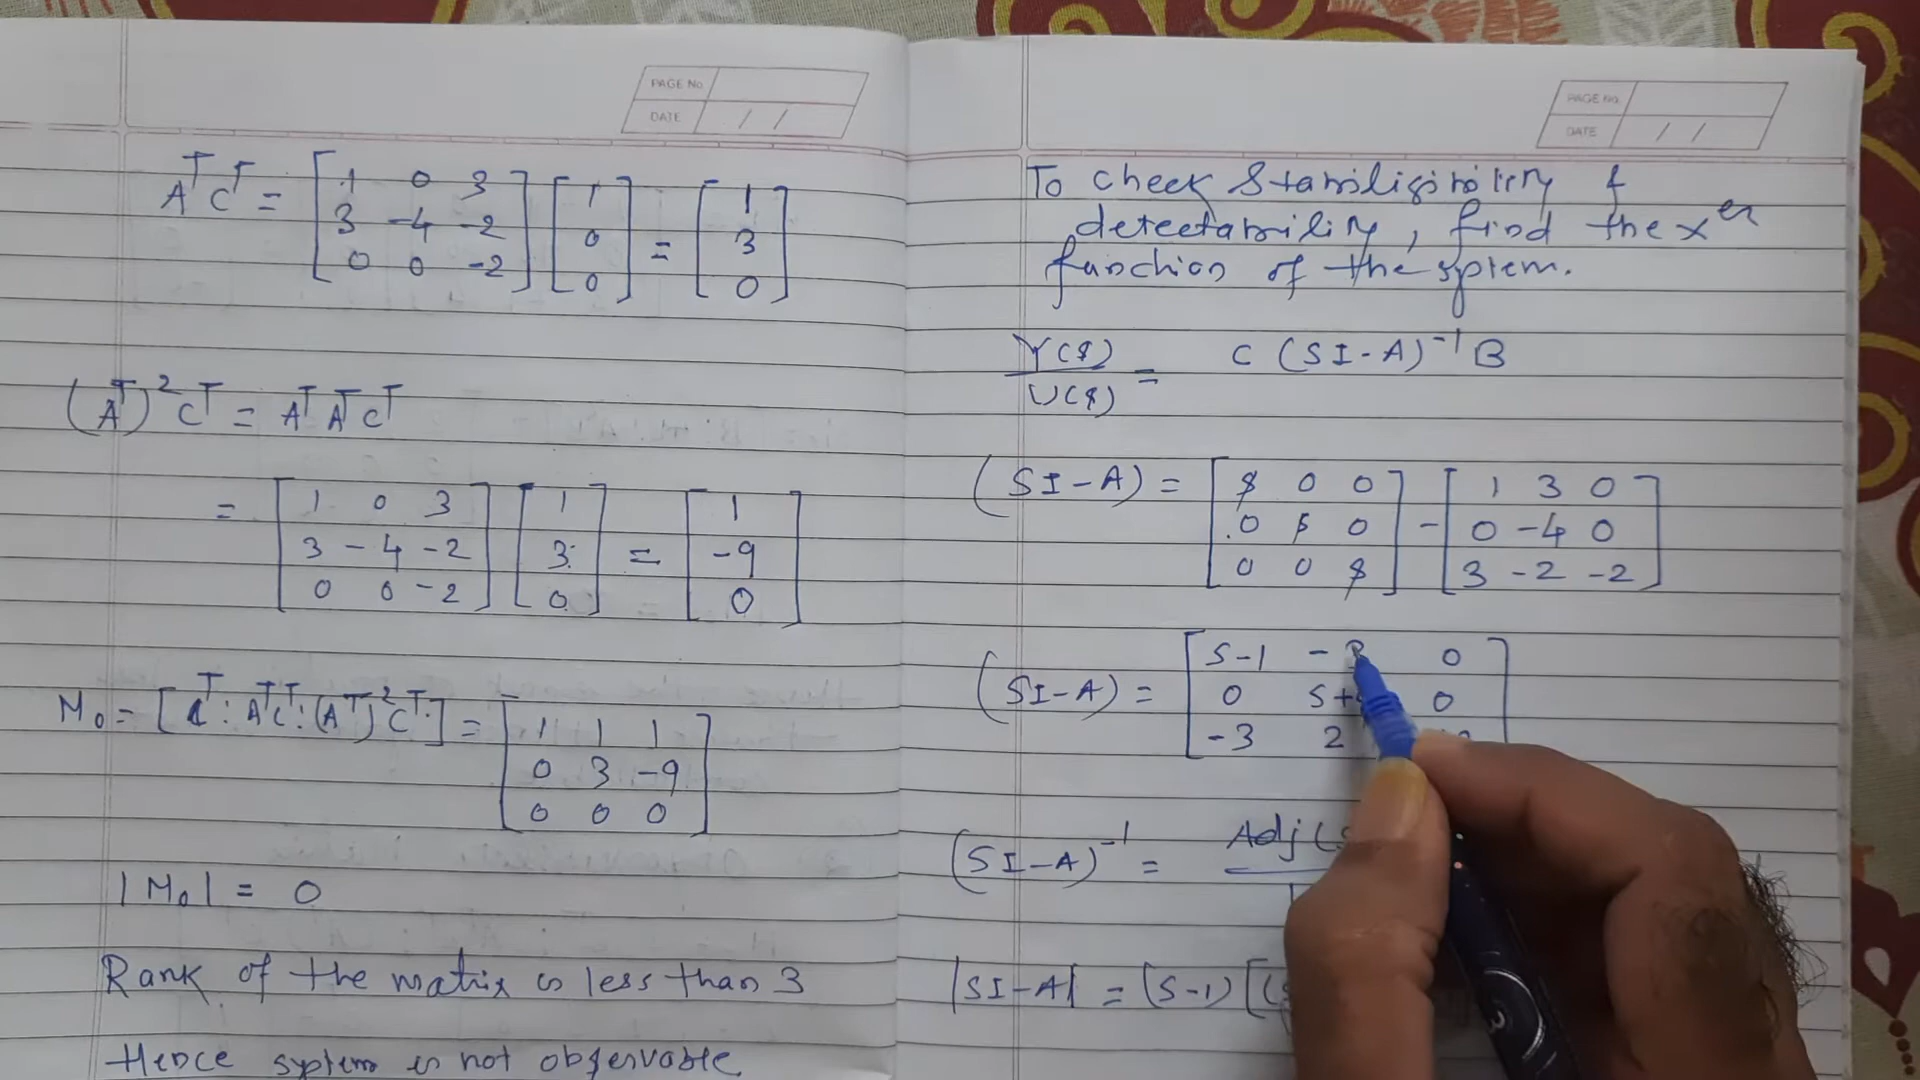 PAGE No.
DATE / /
A^T C^T = [1 0 3; 3 -4 -2; 0 0 -2] [1; 0; 0] = [1; 3; 0]
(A^T)^2 C^T = A^T A^T C^T
= [1 0 3; 3 -4 -2; 0 0 -2] [1; 3; 0] = [1; -9; 0]
M0 = [C^T : A^T C^T : (A^T)^2 C^T] = [1 1 1; 0 3 -9; 0 0 0]
|M0| = 0
Rank of the matrix is less than 3
Hence system is not observable
PAGE No.
DATE / /
To check Stabiligibility &
detectability, find the x^er
function of the system.
Y(s)/U(s) = C (SI-A)^-1 B
(SI-A) = [s 0 0; 0 s 0; 0 0 s] - [1 3 0; 0 -4 0; 3 -2 -2]
(SI-A) = [s-1 -3 0; 0 s+ 0; -3 2
(SI-A)^-1 = Adj(
|SI-A| = (s-1)[(